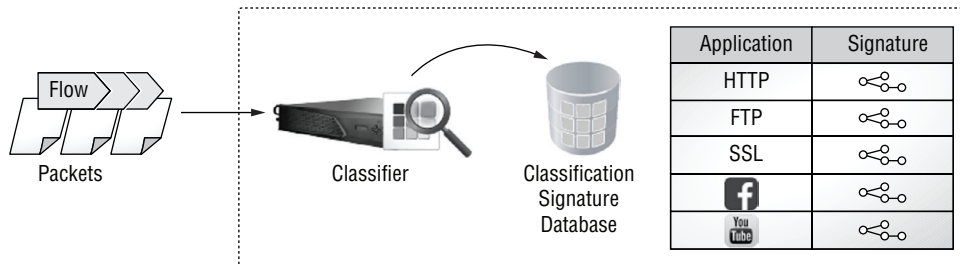 Flow
Packets
Classifier
Classification
Signature
Database
Application Signature
HTTP
FTP
SSL
f
You
Tube